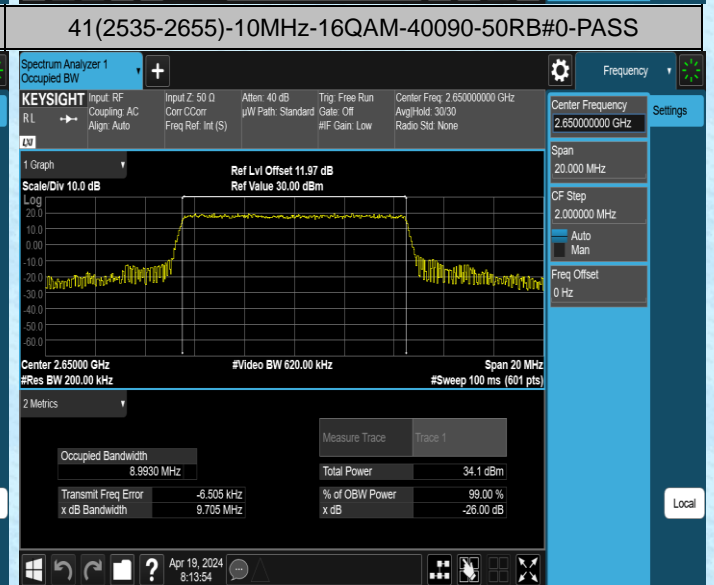 41(2535-2655)-10MHz-16QAM-40090-50RB#0-PASS
Spectrum Analyzer 1
Occupied BW
Frequency
KEYSIGHT
RL
LXI
Input: RF
Coupling: AC
Align: Auto
Input Z: 50 Ω
Corr CCorr
Freq Ref: Int (S)
Atten: 40 dB
µW Path: Standard
Trig: Free Run
Gate: Off
#IF Gain: Low
Center Freq: 2.650000000 GHz
Avg|Hold: 30/30
Radio Std: None
Center Frequency
2.650000000 GHz
Settings
Span
20.000 MHz
CF Step
2.000000 MHz
Auto
Man
Freq Offset
0 Hz
1 Graph
Scale/Div 10.0 dB
Ref Lvl Offset 11.97 dB
Ref Value 30.00 dBm
Log
20.0
10.0
0.00
-10.0
-20.0
-30.0
-40.0
-50.0
-60.0
Center 2.65000 GHz
#Video BW 620.00 kHz
Span 20 MHz
#Res BW 200.00 kHz
#Sweep 100 ms (601 pts)
2 Metrics
Measure Trace
Trace 1
Occupied Bandwidth
8.9930 MHz
Total Power
34.1 dBm
Transmit Freq Error
-6.505 kHz
% of OBW Power
99.00 %
x dB Bandwidth
9.705 MHz
x dB
-26.00 dB
Local
?
Apr 19, 2024
8:13:54